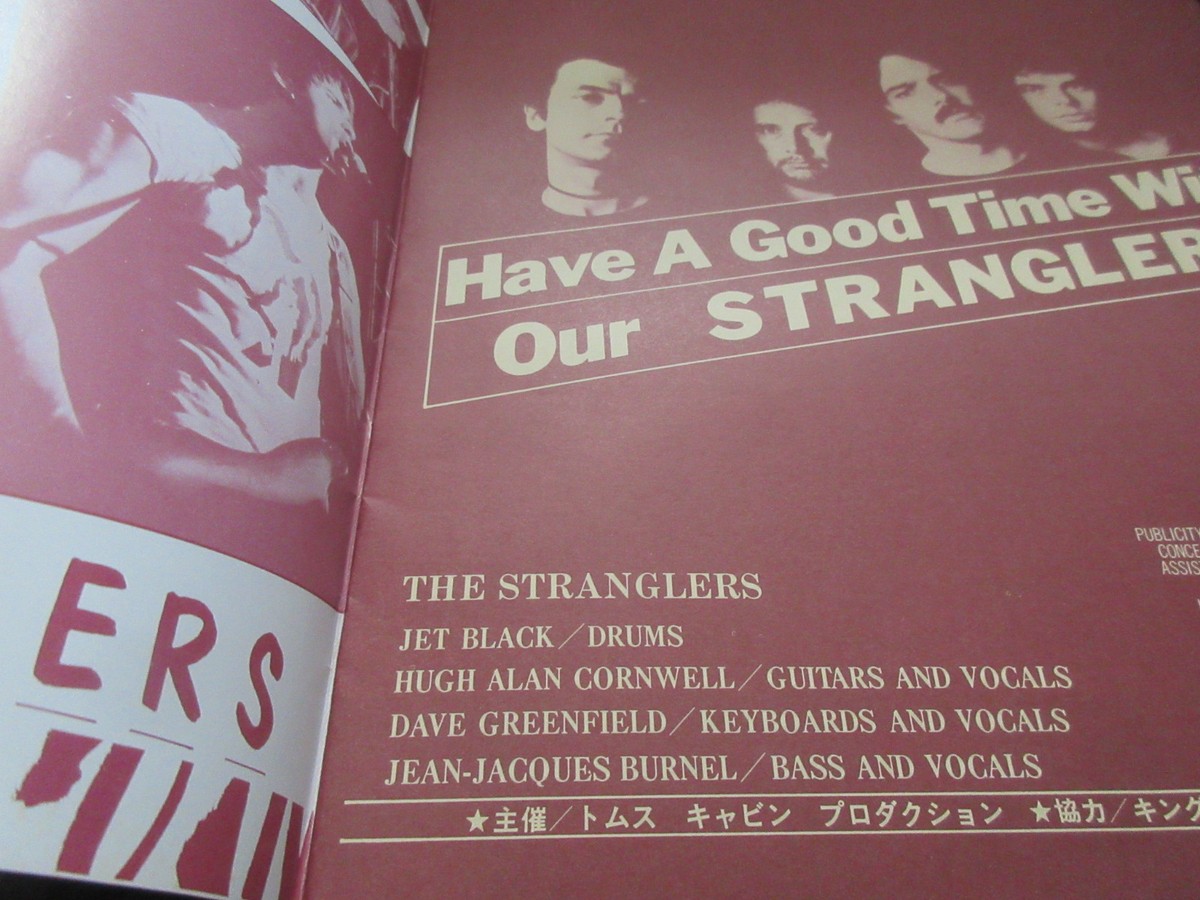 ERS
Have A Good Time Wi
Our STRANGLER
PUBLICITY
CONCE
ASSIS
THE STRANGLERS
JET BLACK／DRUMS
HUGH ALAN CORNWELL／GUITARS AND VOCALS
DAVE GREENFIELD／KEYBOARDS AND VOCALS
JEAN-JACQUES BURNEL／BASS AND VOCALS
★主催／トムス キャビン プロダクション ★協力／キング